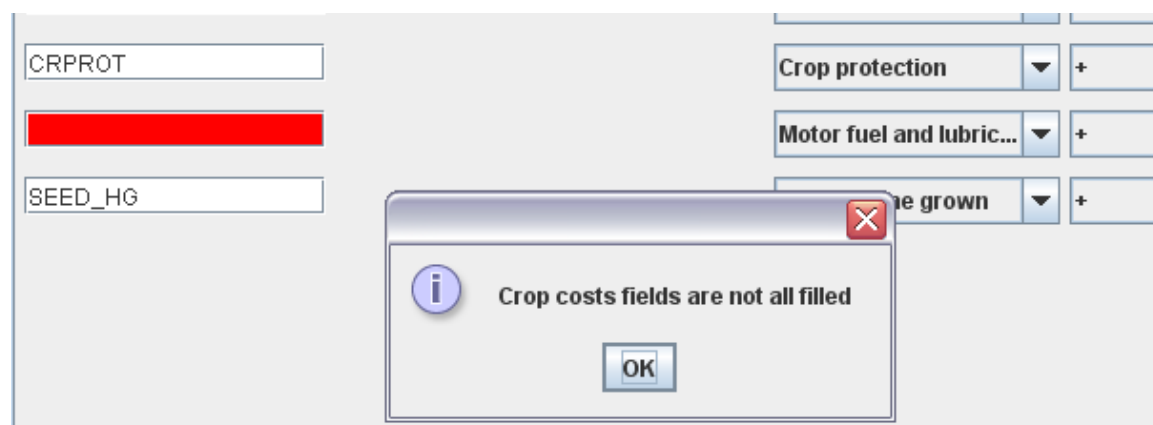 CRPROT
Crop protection
+
Motor fuel and lubric...
+
SEED_HG
ne grown
+
i
Crop costs fields are not all filled
OK